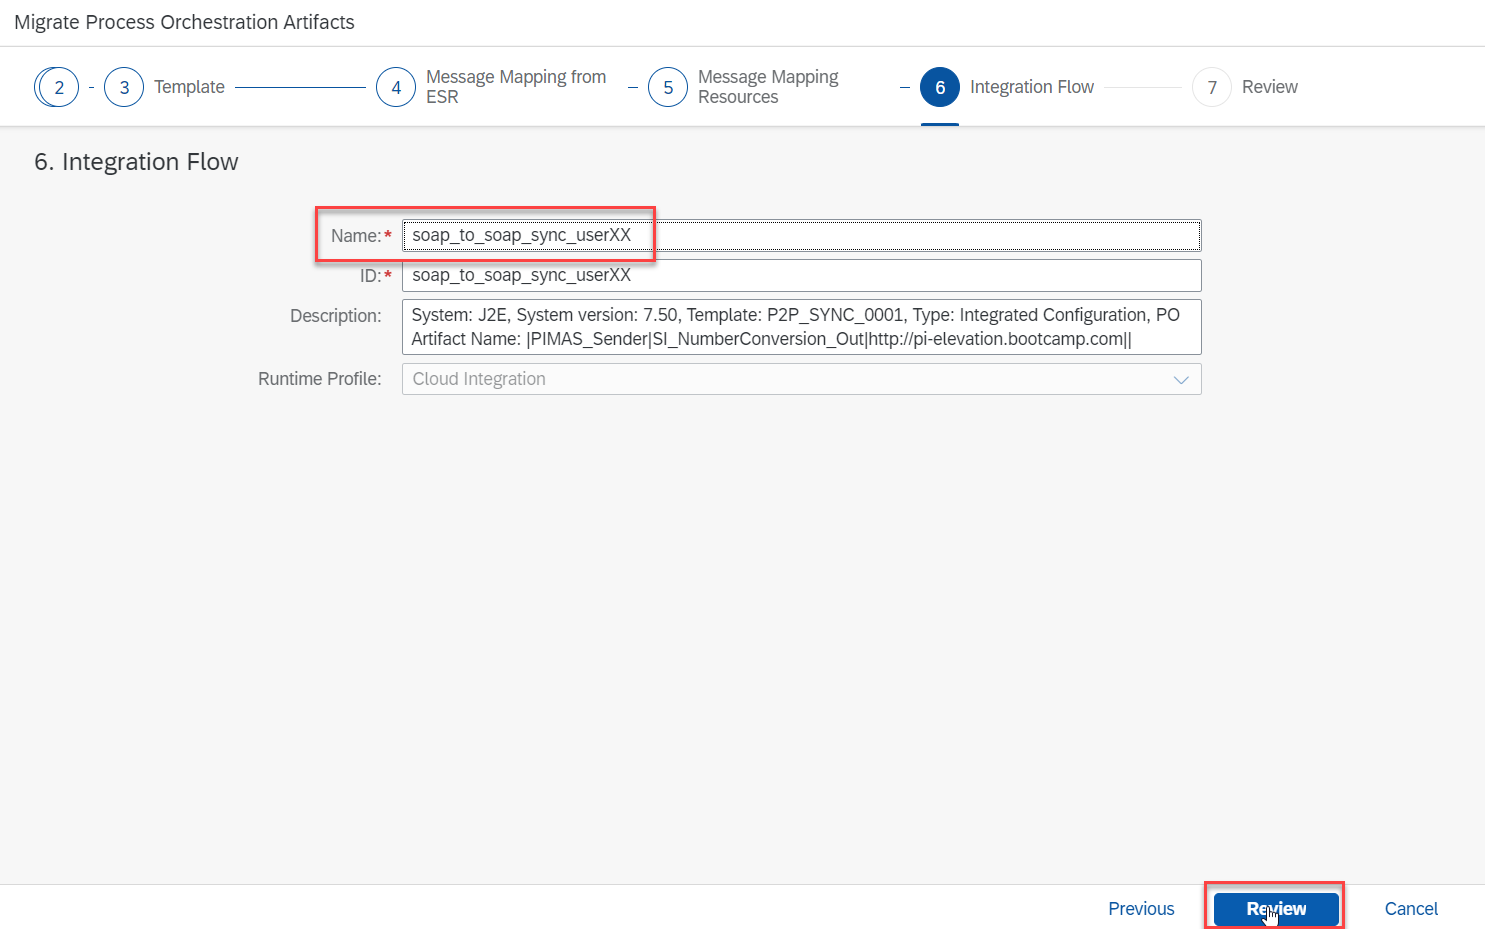 Migrate Process Orchestration Artifacts
2 3 Template 4 Message Mapping from ESR 5 Message Mapping Resources 6 Integration Flow 7 Review
6. Integration Flow
Name:* soap_to_soap_sync_userXX
ID:* soap_to_soap_sync_userXX
Description: System: J2E, System version: 7.50, Template: P2P_SYNC_0001, Type: Integrated Configuration, PO
Artifact Name: |PIMAS_Sender|SI_NumberConversion_Out|http://pi-elevation.bootcamp.com||
Runtime Profile: Cloud Integration
Previous Review Cancel